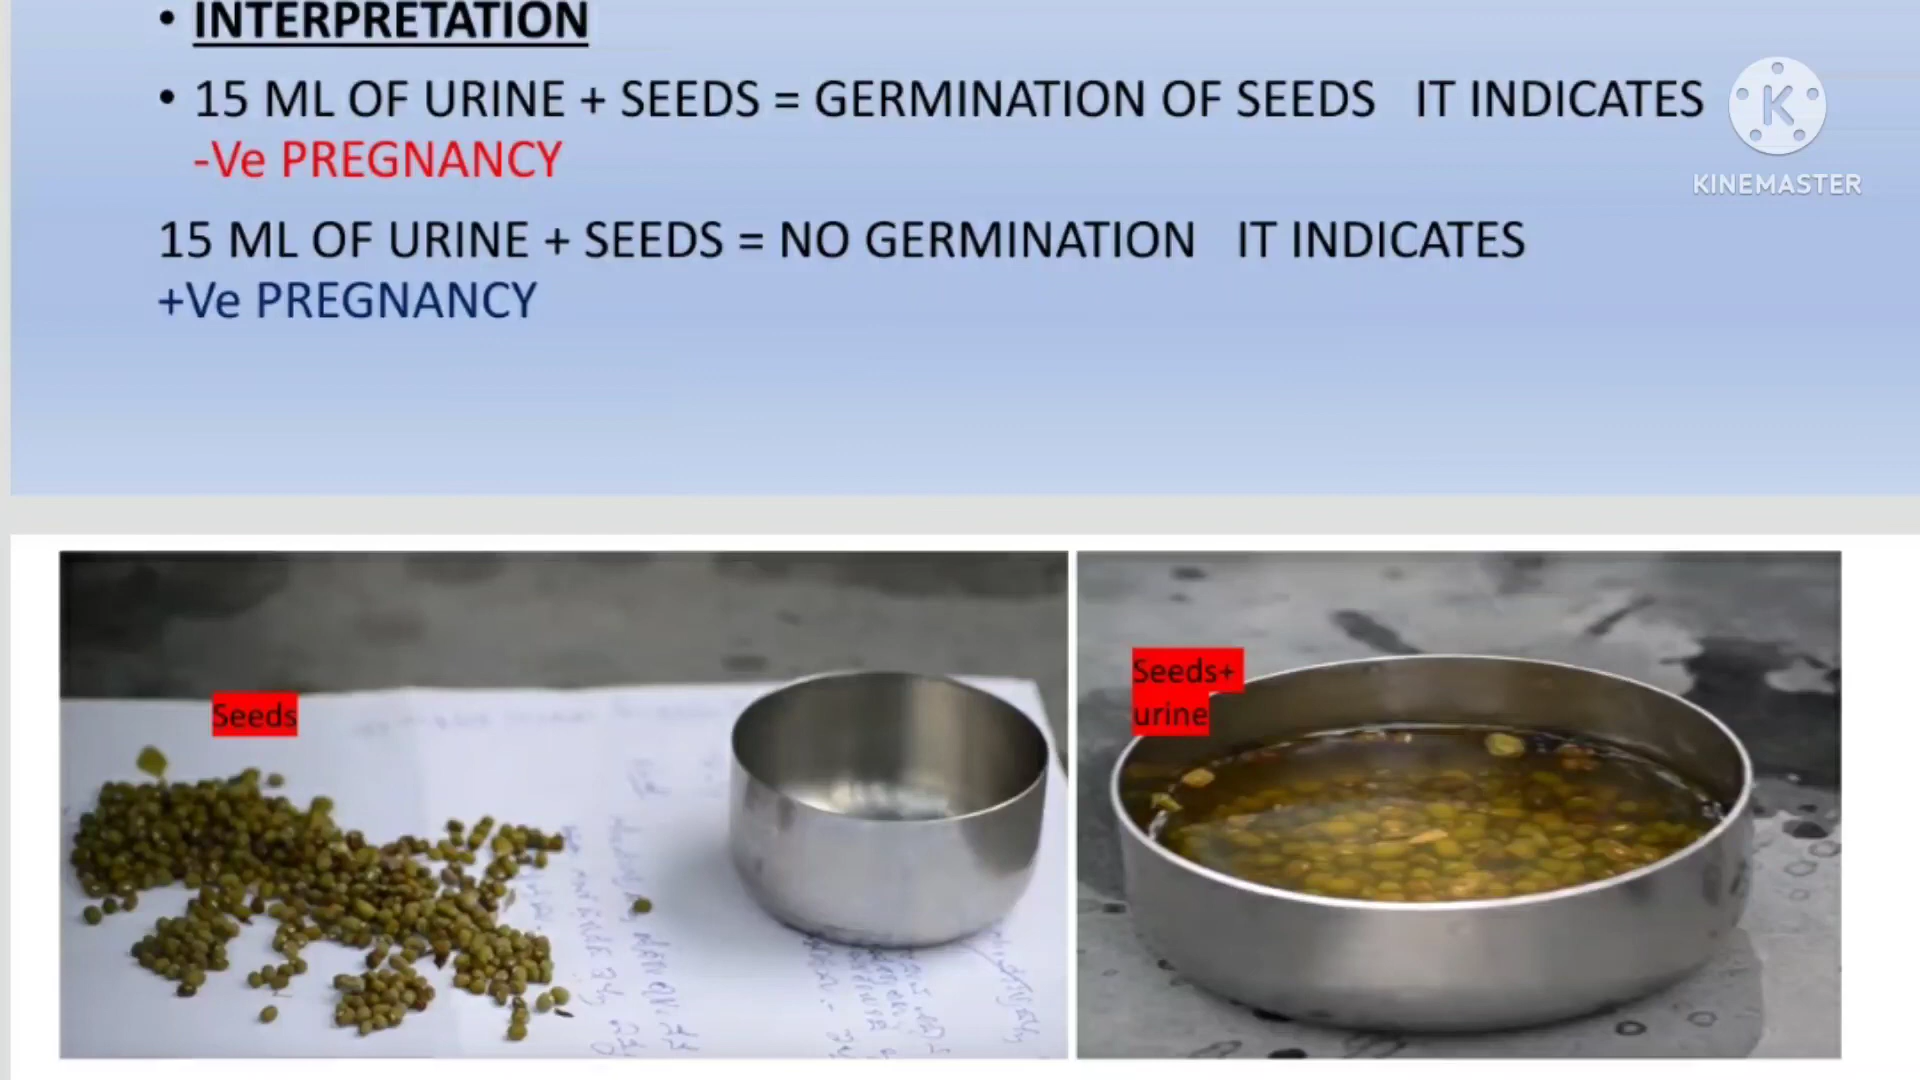 • INTERPRETATION
• 15 ML OF URINE + SEEDS = GERMINATION OF SEEDS IT INDICATES
-Ve PREGNANCY
15 ML OF URINE + SEEDS = NO GERMINATION IT INDICATES
+Ve PREGNANCY
K
KINEMASTER
Seeds
Seeds+
urine